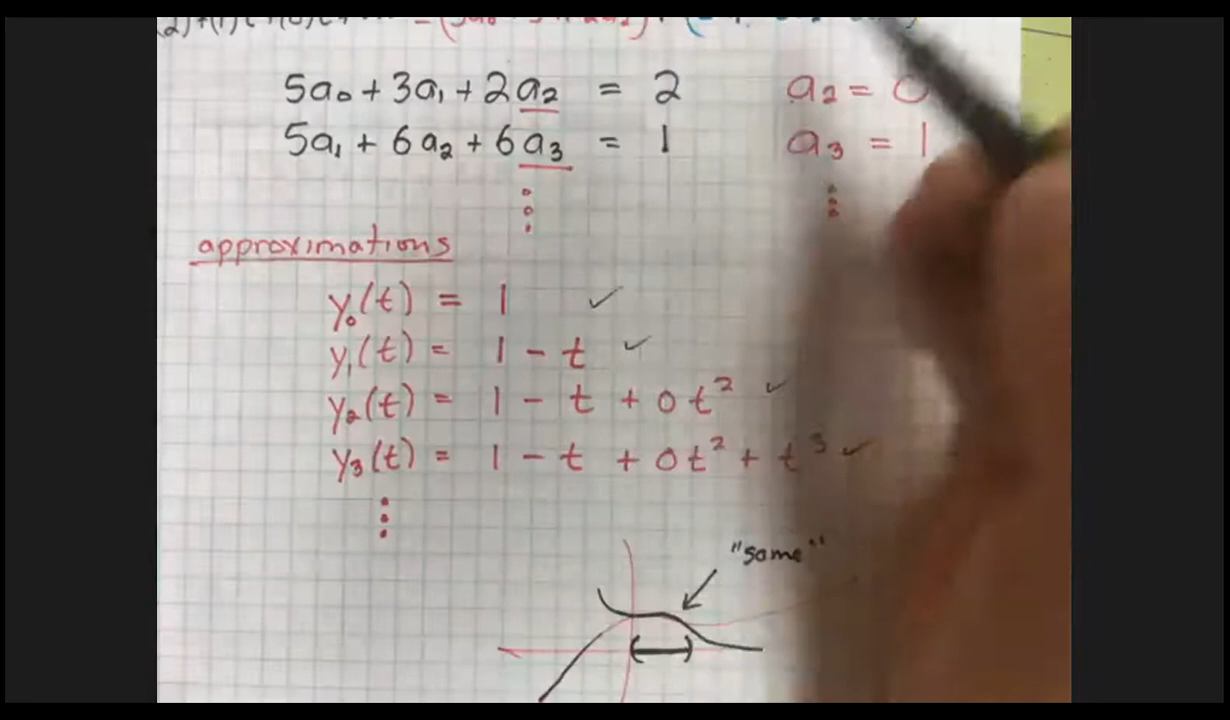 5a₀ + 3a₁ + 2a₂ = 2 a₂ = 0
5a₁ + 6a₂ + 6a₃ = 1 a₃ = 1
approximations
y₀(t) = 1 ✓
y₁(t) = 1 - t ✓
y₂(t) = 1 - t + 0t² ✓
y₃(t) = 1 - t + 0t² + t³ ✓
"same"
( )